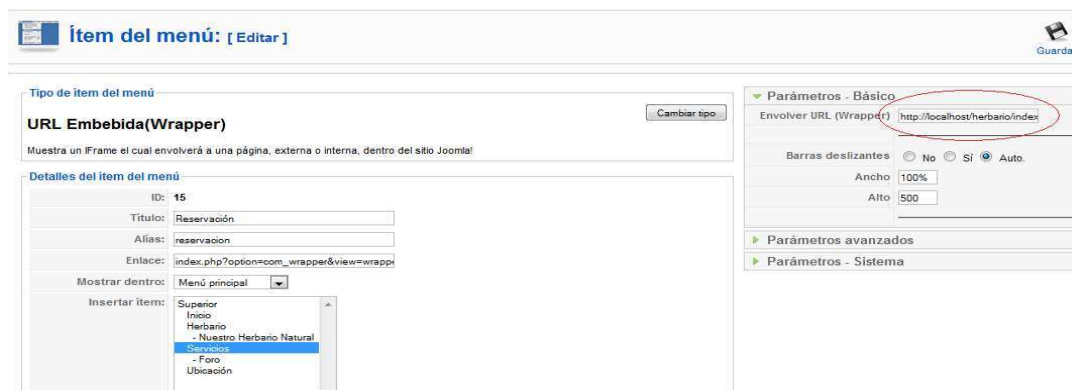 Ítem del menú: [ Editar ]
Guarda
Tipo de ítem del menú
Cambiar tipo
URL Embebida(Wrapper)
Muestra un IFrame el cual envolverá a una página, externa o interna, dentro del sitio Joomla!
Detalles del ítem del menú
ID: 15
Título: Reservación
Alias: reservacion
Enlace: index.php?option=com_wrapper&view=wrappe
Mostrar dentro: Menú principal
Insertar ítem: Superior
Inicio
Herbario
- Nuestro Herbario Natural
Servicios
- Foro
Ubicación
Parámetros - Básico
Envolver URL (Wrapper) http://localhost/herbario/index
Barras deslizantes No Sí Auto.
Ancho 100%
Alto 500
Parámetros avanzados
Parámetros - Sistema